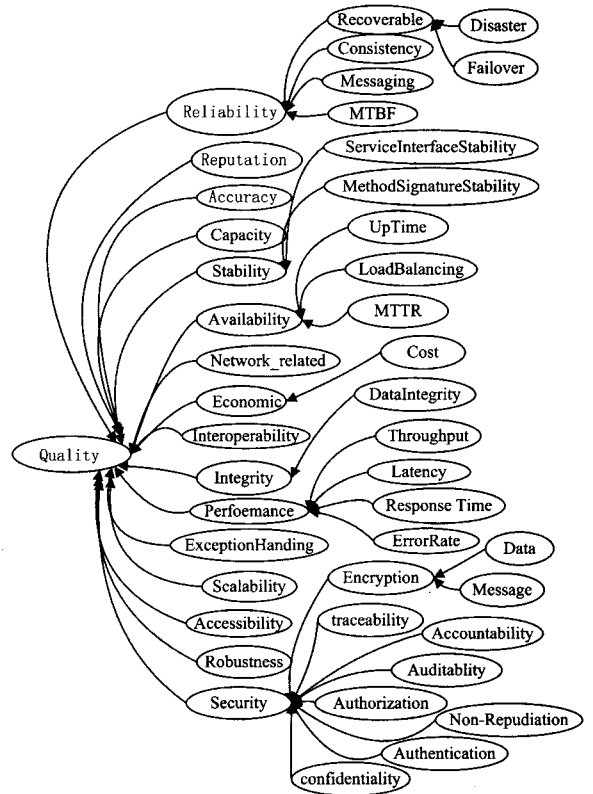 Recoverable
Disaster
Consistency
Failover
Messaging
Reliability
MTBF
ServiceInterfaceStability
Reputation
MethodSignatureStability
Accuracy
UpTime
Capacity
LoadBalancing
Stability
MTTR
Availability
Cost
Network_related
DataIntegrity
Economic
Throughput
Interoperability
Quality
Latency
Integrity
Response Time
Perfoemance
ErrorRate
ExceptionHanding
Data
Encryption
Message
Scalability
traceability
Accessibility
Accountability
Robustness
Auditablity
Security
Authorization
Non-Repudiation
Authentication
confidentiality